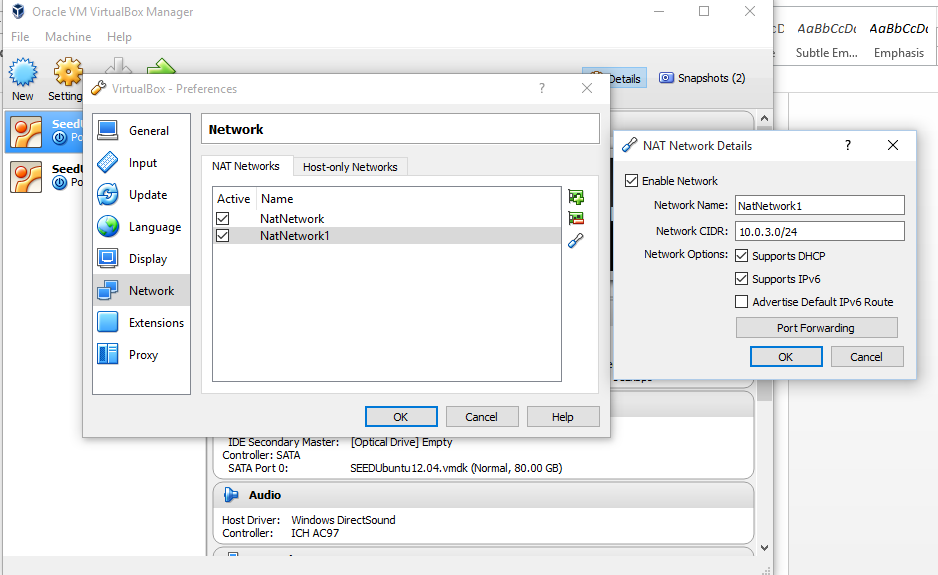 Oracle VM VirtualBox Manager
File Machine Help
New
Setting
Details
Snapshots (2)
AaBbCcDc AaBbCcDc
Subtle Em... Emphasis
SeedU
Po
SeedU
Po
VirtualBox - Preferences
?
General
Input
Update
Language
Display
Network
Extensions
Proxy
Network
NAT Networks Host-only Networks
Active Name
NatNetwork
NatNetwork1
OK Cancel Help
NAT Network Details
?
Enable Network
Network Name: NatNetwork1
Network CIDR: 10.0.3.0/24
Network Options: Supports DHCP
Supports IPv6
Advertise Default IPv6 Route
Port Forwarding
OK Cancel
IDE Secondary Master: [Optical Drive] Empty
Controller: SATA
SATA Port 0: SEEDUbuntu12.04.vmdk (Normal, 80.00 GB)
Audio
Host Driver: Windows DirectSound
Controller: ICH AC97